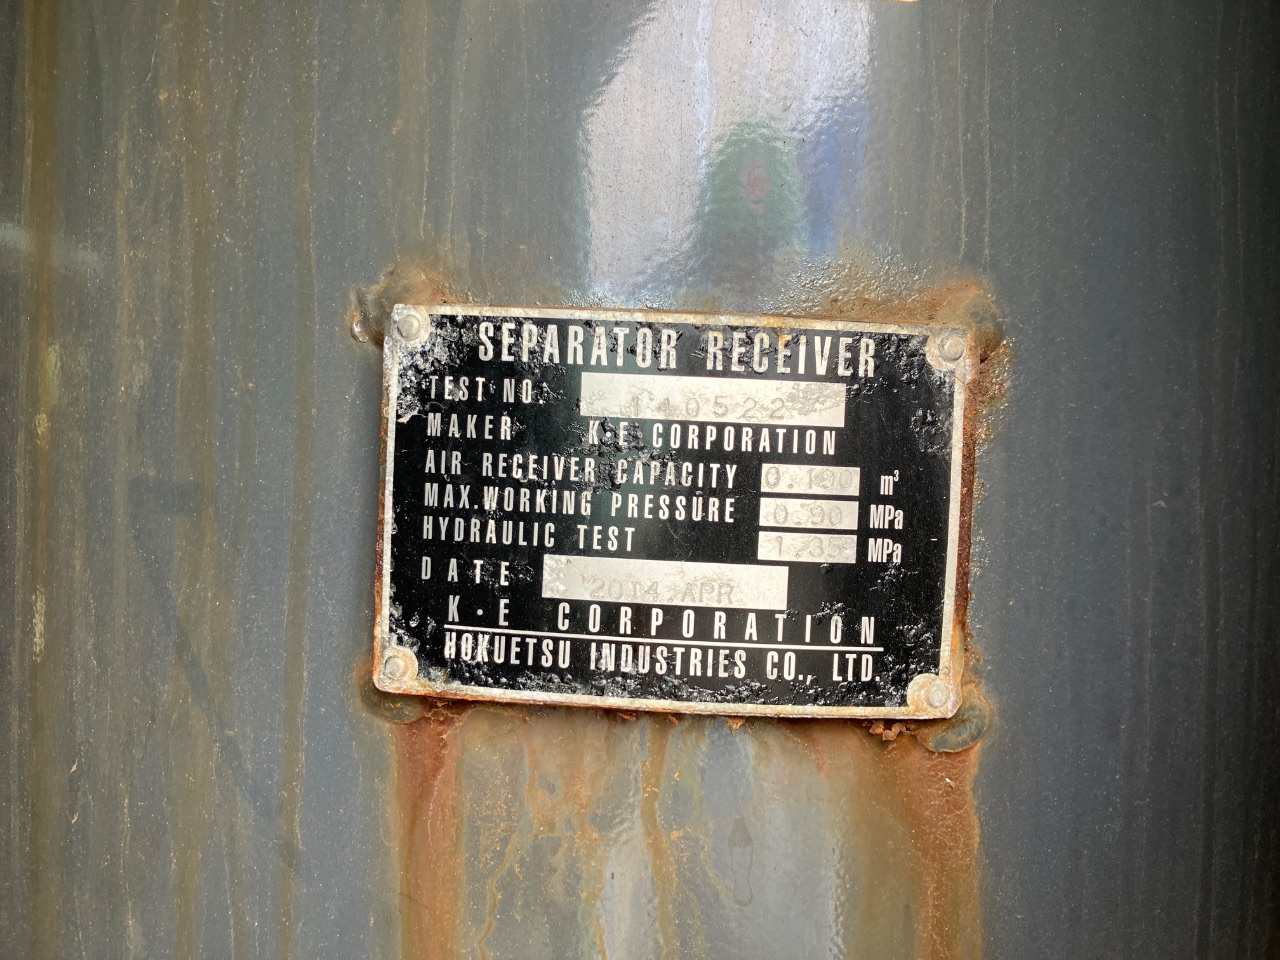 SEPARATOR RECEIVER
TEST NO. 140522
MAKER K·E CORPORATION
AIR RECEIVER CAPACITY 0.190 m³
MAX.WORKING PRESSURE 0.90 MPa
HYDRAULIC TEST 1.35 MPa
DATE 2014 APR.
K·E CORPORATION
HOKUETSU INDUSTRIES CO., LTD.